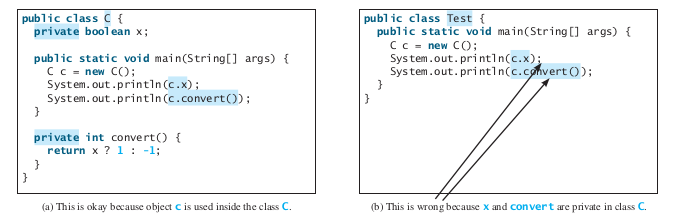 public class C {
private boolean x;
public static void main(String[] args) {
C c = new C();
System.out.println(c.x);
System.out.println(c.convert());
}
private int convert() {
return x ? 1 : -1;
}
}
(a) This is okay because object c is used inside the class C.
public class Test {
public static void main(String[] args) {
C c = new C();
System.out.println(c.x);
System.out.println(c.convert());
}
}
(b) This is wrong because x and convert are private in class C.